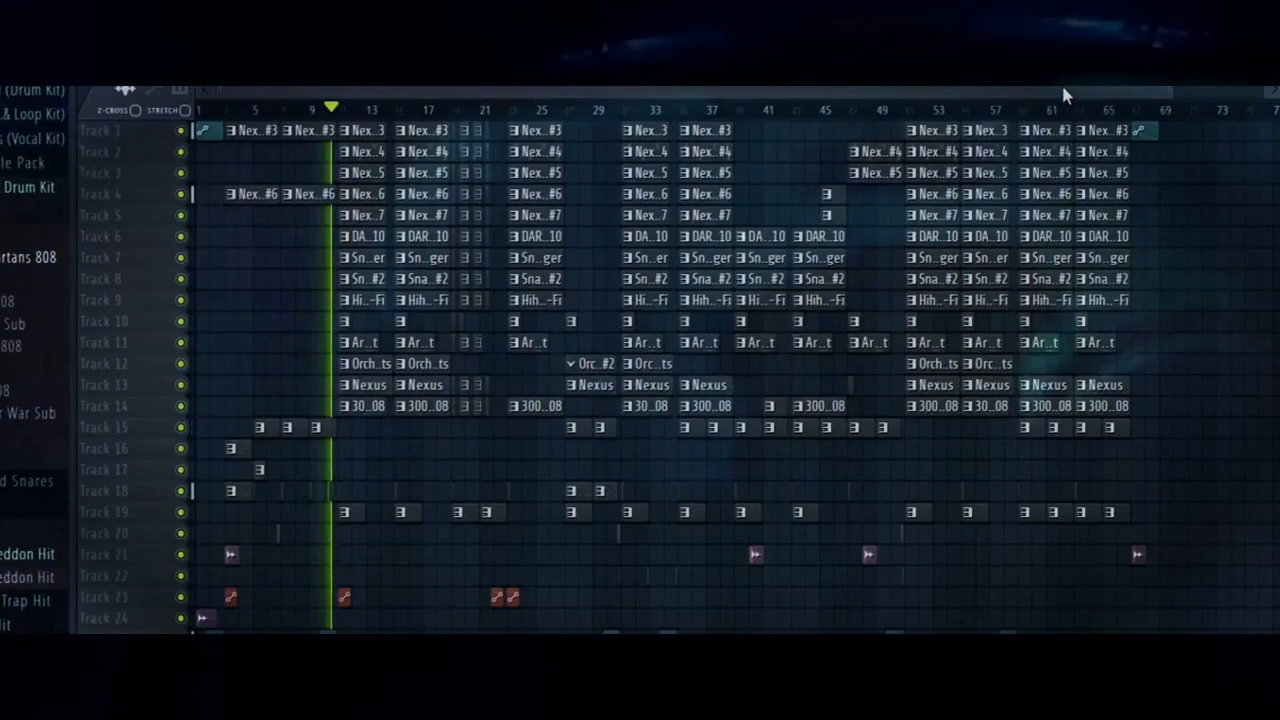 (Drum Kit)
& Loop Kit)
s (Vocal Kit)
le Pack
Drum Kit
rtans 808
08
Sub
808
08
r War Sub
d Snares
eddon Hit
eddon Hit
Trap Hit
lit
Z-CROSS STRETCH 1 5 9 13 17 21 25 29 33 37 41 45 49 53 57 61 65 69 73 7
Track 1 Nex..#3 Nex..#3 Nex..3 Nex..#3 Nex..#3 Nex..3 Nex..#3 Nex..#3 Nex..3 Nex..#3 Nex..#3
Track 2 Nex..4 Nex..#4 Nex..#4 Nex..4 Nex..#4 Nex..#4 Nex..#4 Nex..4 Nex..#4 Nex..#4
Track 3 Nex..5 Nex..#5 Nex..#5 Nex..5 Nex..#5 Nex..#5 Nex..#5 Nex..5 Nex..#5 Nex..#5
Track 4 Nex..#6 Nex..#6 Nex..6 Nex..#6 Nex..#6 Nex..6 Nex..#6 Nex..#6 Nex..6 Nex..#6 Nex..#6
Track 5 Nex..7 Nex..#7 Nex..#7 Nex..7 Nex..#7 Nex..#7 Nex..7 Nex..#7 Nex..#7
Track 6 DA..10 DAR..10 DAR..10 DA..10 DAR..10 DA..10 DAR..10 DAR..10 DA..10 DAR..10 DAR..10
Track 7 Sn..er Sn..ger Sn..ger Sn..er Sn..ger Sn..er Sn..ger Sn..ger Sn..er Sn..ger Sn..ger
Track 8 Sn..#2 Sna..#2 Sna..#2 Sn..#2 Sna..#2 Sn..#2 Sna..#2 Sna..#2 Sn..#2 Sna..#2 Sna..#2
Track 9 Hi..-Fi Hih..-Fi Hih..-Fi Hi..-Fi Hih..-Fi Hi..-Fi Hih..-Fi Hih..-Fi Hi..-Fi Hih..-Fi Hih..-Fi
Track 10
Track 11 Ar..t Ar..t Ar..t Ar..t Ar..t Ar..t Ar..t Ar..t Ar..t Ar..t Ar..t Ar..t
Track 12 Orch..ts Orch..ts Orc..#2 Orc..ts Orch..ts Orc..ts
Track 13 Nexus Nexus Nexus Nexus Nexus Nexus Nexus Nexus Nexus
Track 14 30..08 300..08 300..08 30..08 300..08 300..08 300..08 30..08 300..08 300..08
Track 15
Track 16
Track 17
Track 18
Track 19
Track 20
Track 21
Track 22
Track 23
Track 24